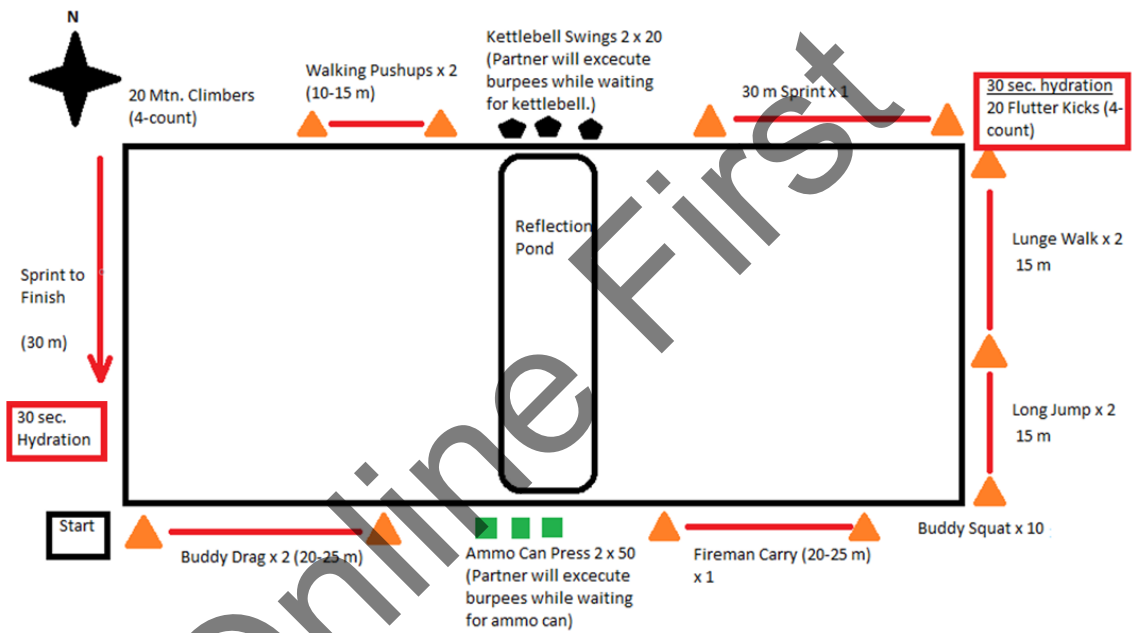 N
Kettlebell Swings 2 x 20
(Partner will excecute
burpees while waiting
for kettlebell.)
Walking Pushups x 2
(10-15 m)
20 Mtn. Climbers
(4-count)
30 m Sprint x 1
30 sec. hydration
20 Flutter Kicks (4-
count)
Reflection
Pond
Lunge Walk x 2
15 m
Sprint to
Finish
(30 m)
30 sec.
Hydration
Long Jump x 2
15 m
Start
Buddy Drag x 2 (20-25 m)
Ammo Can Press 2 x 50
(Partner will excecute
burpees while waiting
for ammo can)
Fireman Carry (20-25 m)
x 1
Buddy Squat x 10
Online First